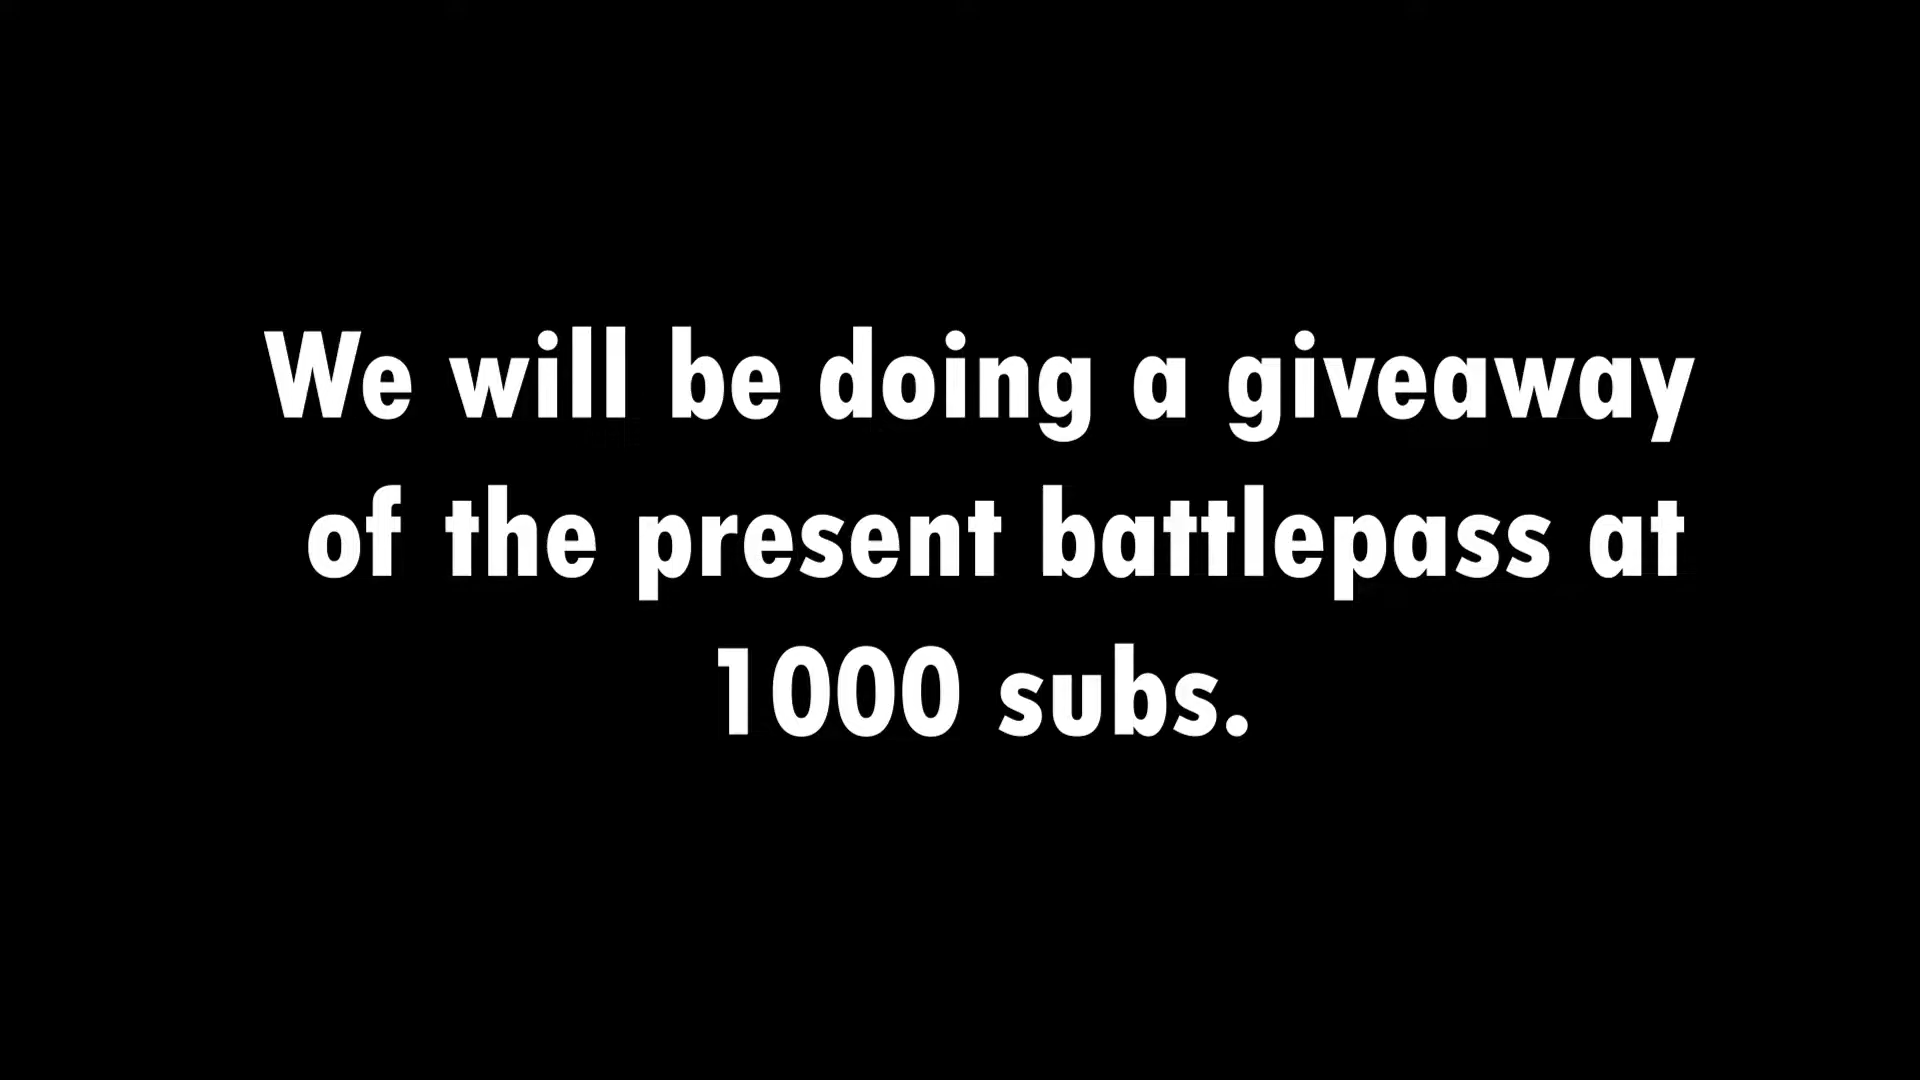 We will be doing a giveaway
of the present battlepass at
1000 subs.